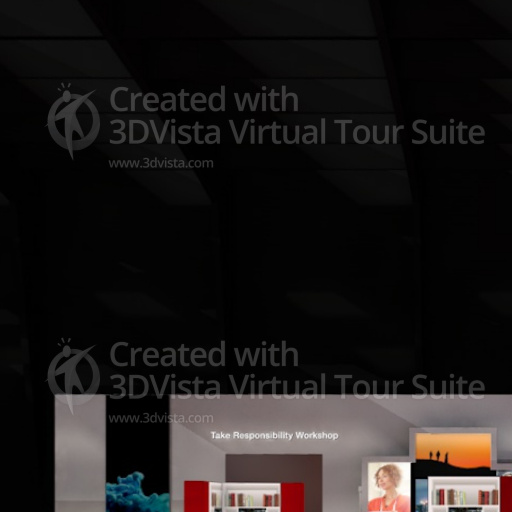 Created with
3DVista Virtual Tour Suite
www.3dvista.com
Created with
3DVista Virtual Tour Suite
www.3dvista.com
Take Responsibility Workshop